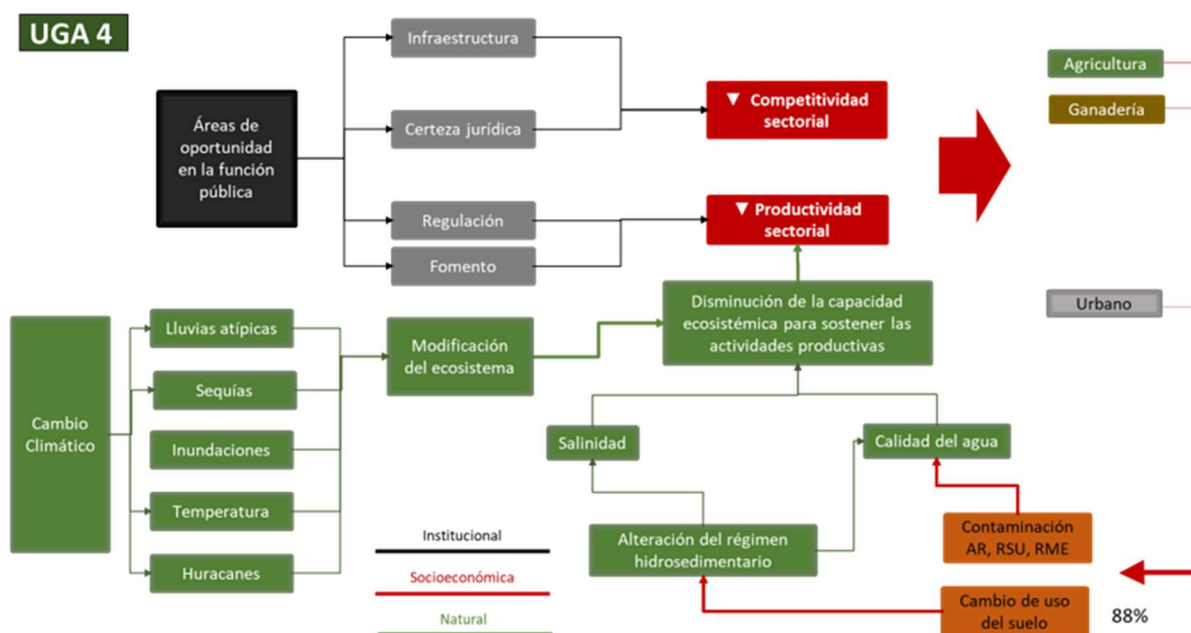 UGA 4
Áreas de
oportunidad
en la función
pública
Infraestructura
Certeza jurídica
Regulación
Fomento
▼ Competitividad
sectorial
▼ Productividad
sectorial
Agricultura
Ganadería
Urbano
Cambio
Climático
Lluvias atípicas
Sequías
Inundaciones
Temperatura
Huracanes
Modificación
del ecosistema
Disminución de la capacidad
ecosistémica para sostener las
actividades productivas
Salinidad
Calidad del agua
Alteración del régimen
hidrosedimentario
Contaminación
AR, RSU, RME
Cambio de uso
del suelo
88%
Institucional
Socioeconómica
Natural